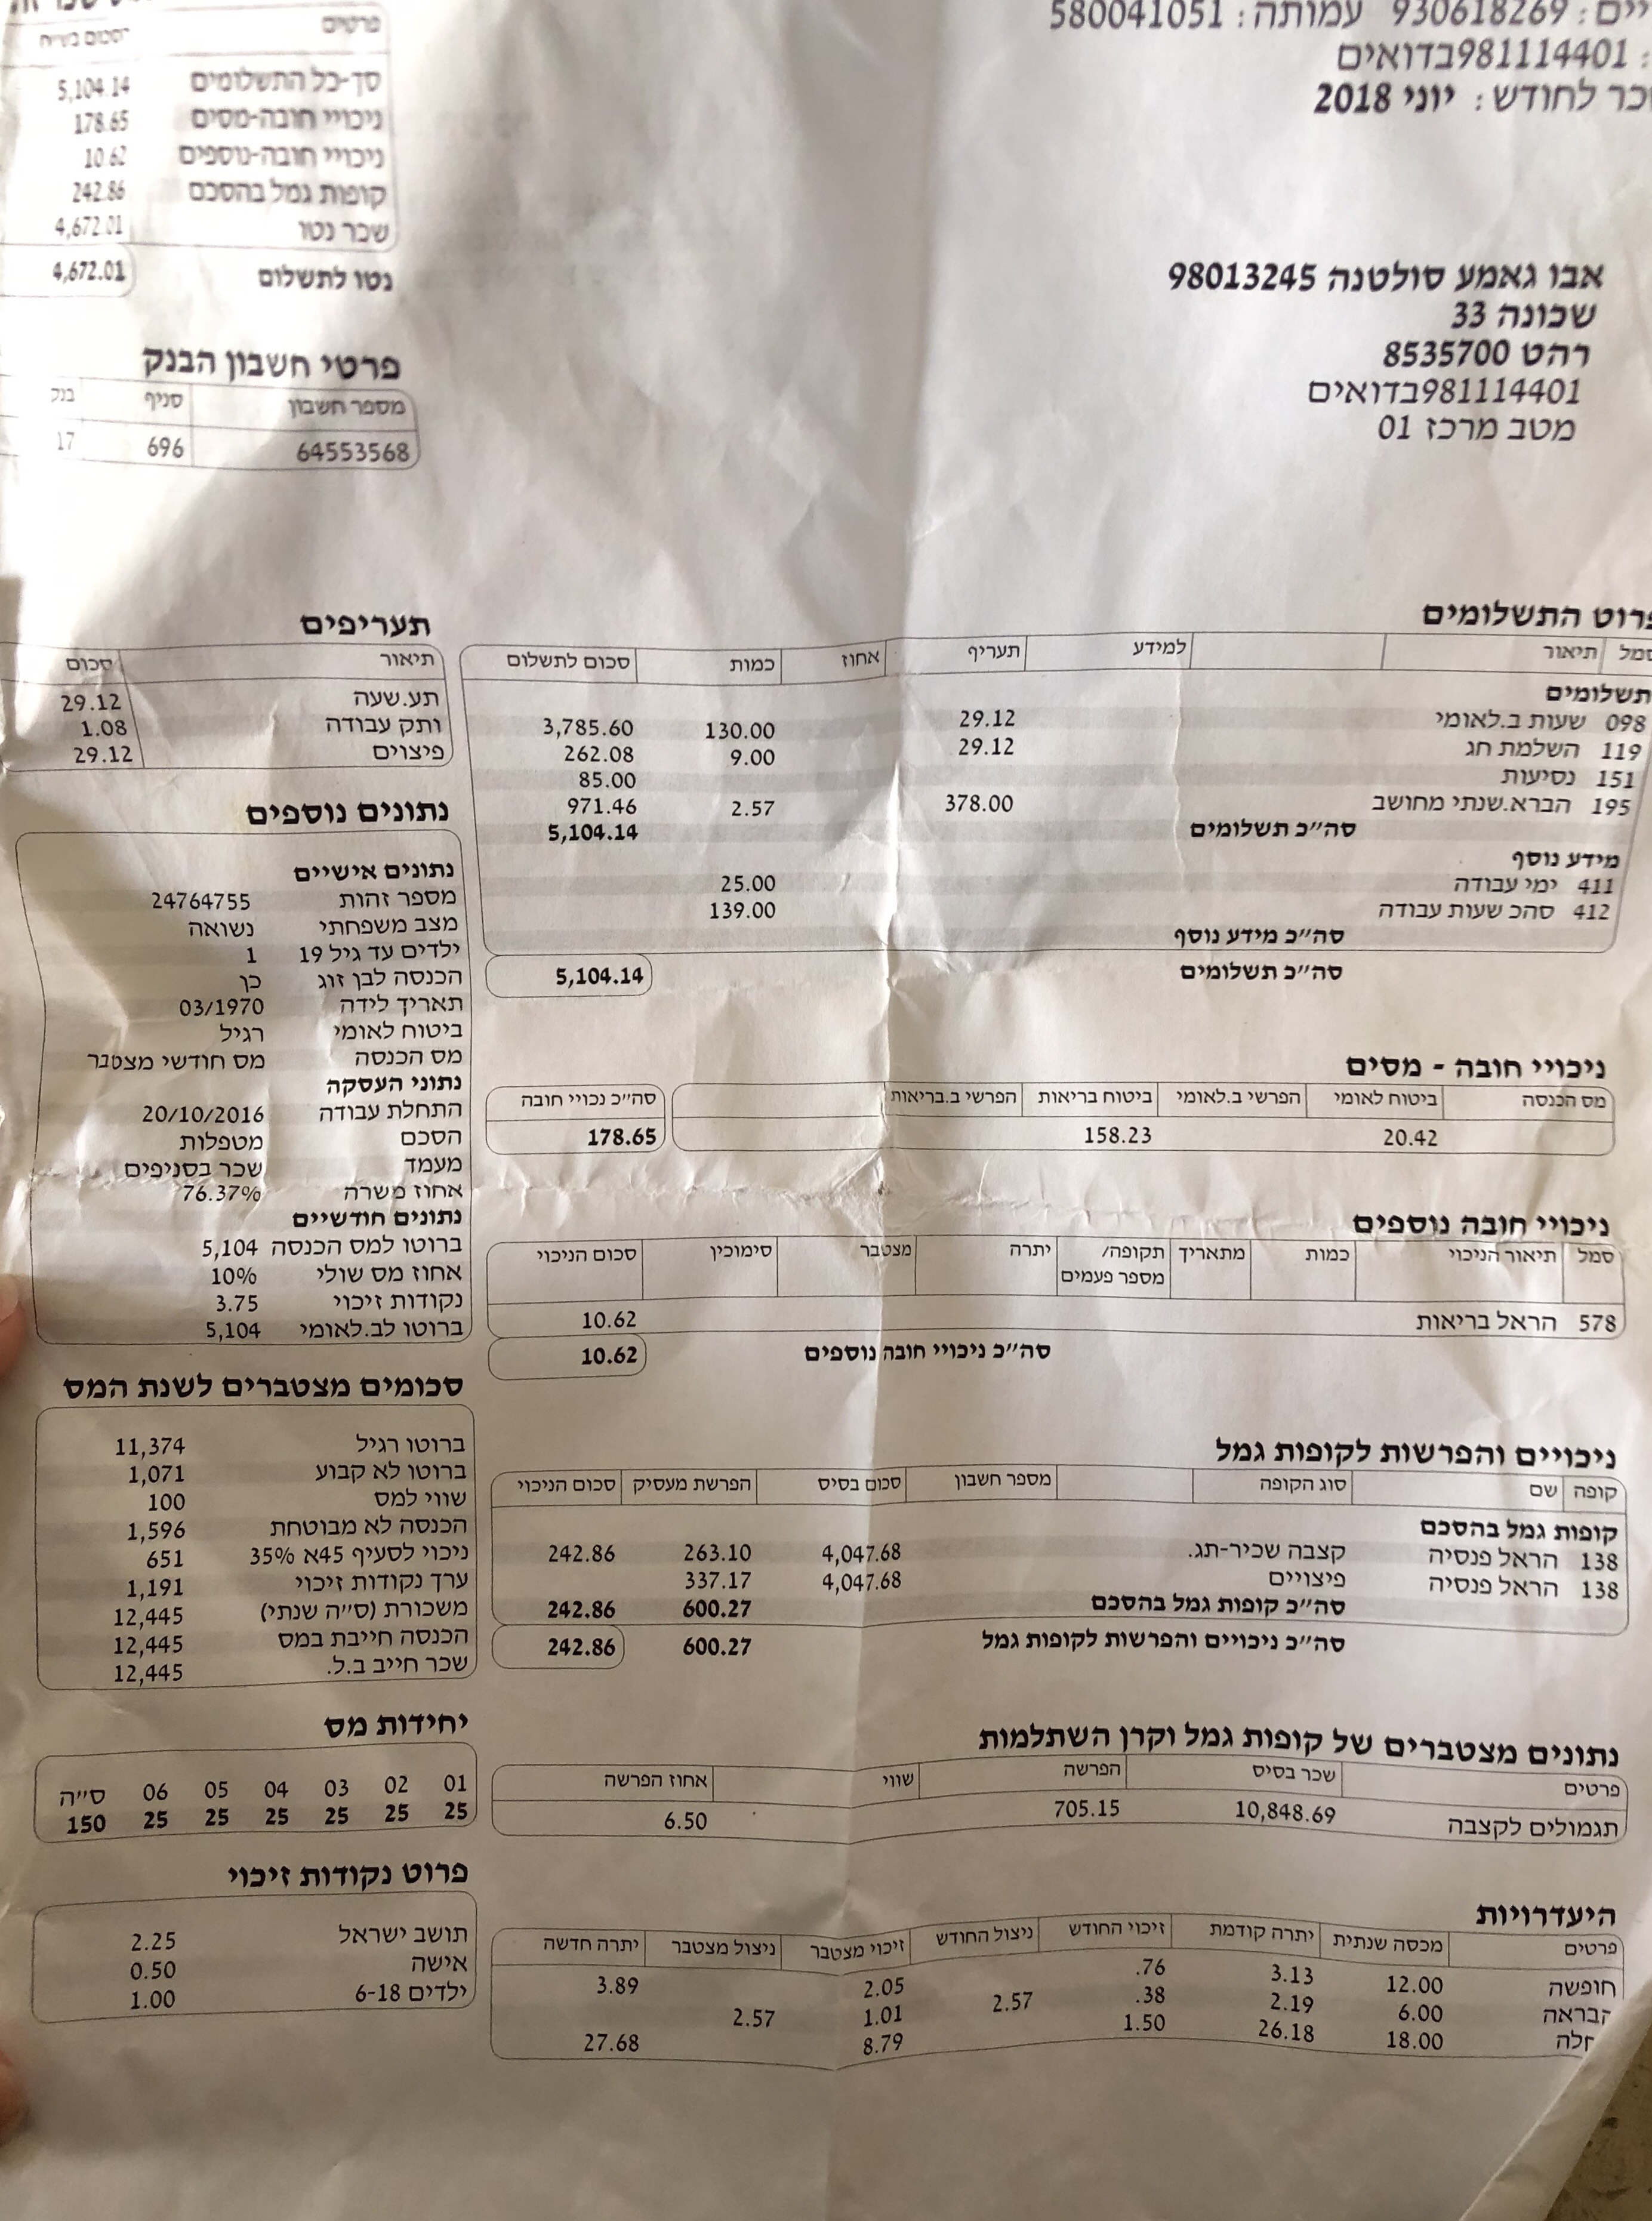 930618269 עמותה: 580041051
981114401בדואים
לחודש: יוני 2018
פרטים
סך-כל התשלומים 5,104.14
ניכויי חובה-מסים 178.65
ניכויי חובה-נוספים 10.62
קופות גמל בהסכם 242.86
שכר נטו 4,672.01
נטו לתשלום 4,672.01
אבו גאמע סולטנה 98013245
שכונה 33
רהט 8535700
981114401בדואים
מטב מרכז 01
פרטי חשבון הבנק
מספר חשבון סניף בנק
64553568 696 17
פרוט התשלומים
סמל תיאור למידע תעריף אחוז כמות סכום לתשלום
תשלומים
098 שעות ב.לאומי 29.12 130.00 3,785.60
119 השלמת חג 29.12 9.00 262.08
151 נסיעות 85.00
195 הברא.שנתי מחושב 378.00 2.57 971.46
סה"כ תשלומים 5,104.14
מידע נוסף
411 ימי עבודה 25.00
412 סהכ שעות עבודה 139.00
סה"כ מידע נוסף
סה"כ תשלומים 5,104.14
ניכויי חובה - מסים
מס הכנסה ביטוח לאומי הפרשי ב.לאומי ביטוח בריאות הפרשי ב.בריאות סה"כ נכויי חובה
20.42 158.23 178.65
ניכויי חובה נוספים
סמל תיאור הניכוי כמות מתאריך תקופה/ יתרה מצטבר סימוכין סכום הניכוי
מספר פעמים
578 הראל בריאות 10.62
סה"כ ניכויי חובה נוספים 10.62
ניכויים והפרשות לקופות גמל
קופה שם סוג הקופה מספר חשבון סכום בסיס הפרשת מעסיק סכום הניכוי
קופות גמל בהסכם
138 הראל פנסיה קצבה שכיר-תג. 4,047.68 263.10 242.86
138 הראל פנסיה פיצויים 4,047.68 337.17
סה"כ קופות גמל בהסכם 600.27 242.86
סה"כ ניכויים והפרשות לקופות גמל 600.27 242.86
נתונים מצטברים של קופות גמל וקרן השתלמות
פרטים שכר בסיס הפרשה שווי אחוז הפרשה
תגמולים לקצבה 10,848.69 705.15 6.50
היעדרויות
פרטים מכסה שנתית יתרה קודמת זיכוי החודש ניצול החודש זיכוי מצטבר ניצול מצטבר יתרה חדשה
חופשה 12.00 3.13 .76 2.05 3.89
הבראה 6.00 2.19 .38 2.57 1.01 2.57
18.00 26.18 1.50 8.79 27.68
תעריפים
תיאור סכום
תע.שעה 29.12
ותק עבודה 1.08
פיצוים 29.12
נתונים נוספים
נתונים אישיים
מספר זהות 24764755
מצב משפחתי נשואה
ילדים עד גיל 19 1
הכנסה לבן זוג כן
תאריך לידה 03/1970
ביטוח לאומי רגיל
מס הכנסה מס חודשי מצטבר
נתוני העסקה
התחלת עבודה 20/10/2016
הסכם מטפלות
מעמד שכר בסניפים
אחוז משרה 76.37%
נתונים חודשיים
ברוטו למס הכנסה 5,104
אחוז מס שולי 10%
נקודות זיכוי 3.75
ברוטו לב.לאומי 5,104
סכומים מצטברים לשנת המס
ברוטו רגיל 11,374
ברוטו לא קבוע 1,071
שווי למס 100
הכנסה לא מבוטחת 1,596
ניכוי לסעיף 45א 35% 651
ערך נקודות זיכוי 1,191
משכורת (ס"ה שנתי) 12,445
הכנסה חייבת במס 12,445
שכר חייב ב.ל. 12,445
יחידות מס
01 02 03 04 05 06 ס"ה
25 25 25 25 25 25 150
פרוט נקודות זיכוי
תושב ישראל 2.25
אישה 0.50
ילדים 6-18 1.00